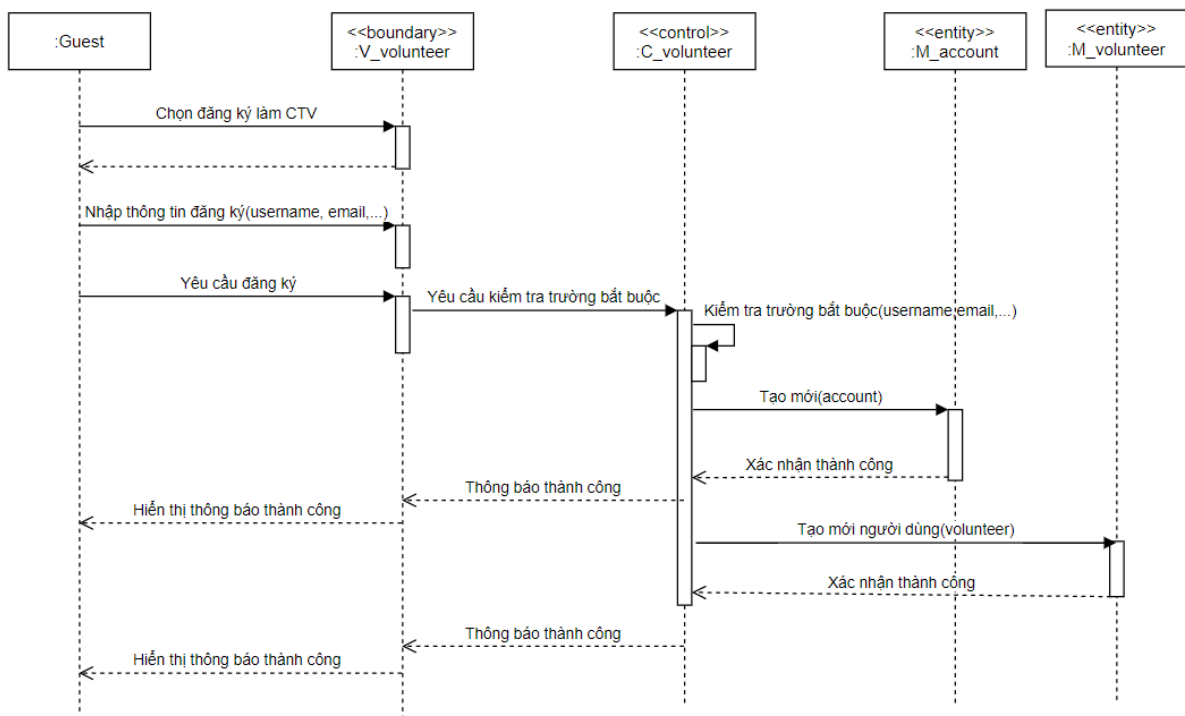 :Guest
<<boundary>>
:V_volunteer
<<control>>
:C_volunteer
<<entity>>
:M_account
<<entity>>
:M_volunteer
Chọn đăng ký làm CTV
Nhập thông tin đăng ký(username, email,...)
Yêu cầu đăng ký
Yêu cầu kiểm tra trường bắt buộc
Kiểm tra trường bắt buộc(username,email,...)
Tạo mới(account)
Xác nhận thành công
Thông báo thành công
Hiển thị thông báo thành công
Tạo mới người dùng(volunteer)
Xác nhận thành công
Thông báo thành công
Hiển thị thông báo thành công